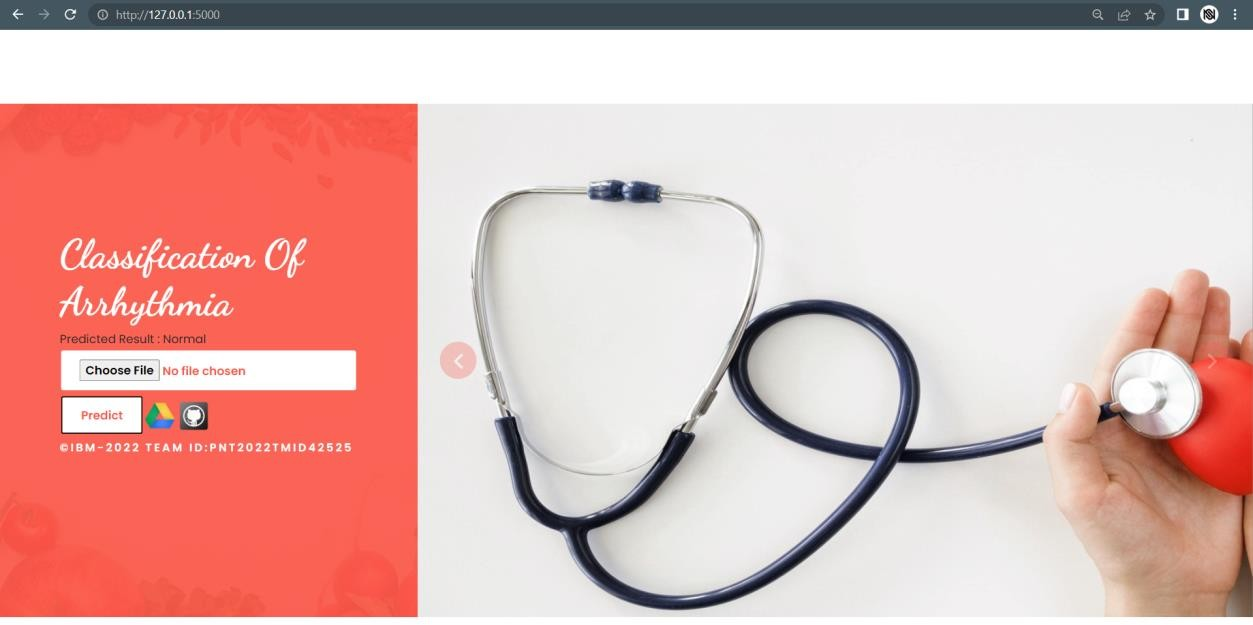 http://127.0.0.1:5000
Classification Of
Arrhythmia
Predicted Result : Normal
Choose File No file chosen
Predict
©IBM-2022 TEAM ID:PNT2022TMID42525